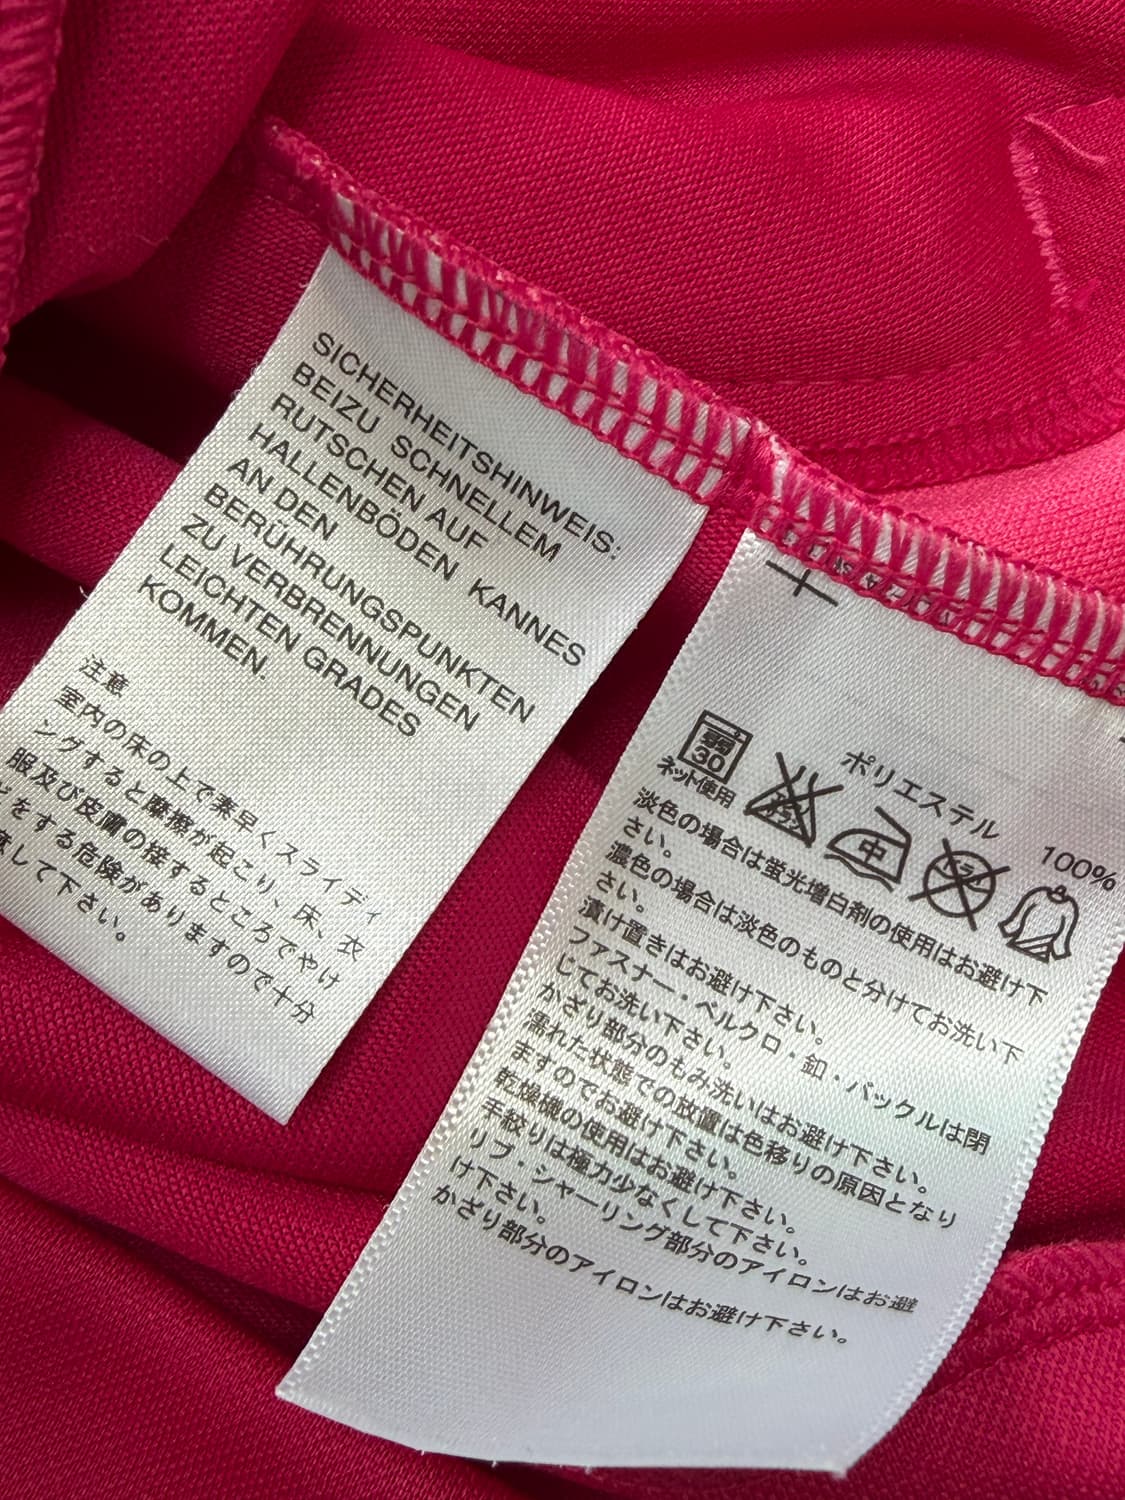 SICHERHEITSHINWEIS:
BEIZU SCHNELLEM
RUTSCHEN AUF
HALLENBÖDEN KANNES
AN DEN
BERÜHRUNGSPUNKTEN
ZU VERBRENNUNGEN
LEICHTEN GRADES
KOMMEN.
注意
室内の床の上で素早くスライディ
ングすると摩擦が起こり、床、衣
服及び皮膚の接するところでやけ
どをする危険がありますので十分
して下さい。
ポリエステル 100%
弱
30
ネット使用
エンソ
サラシ
中
ドライ
淡色の場合は蛍光増白剤の使用はお避け下
さい。
濃色の場合は淡色のものと分けてお洗い下
さい。
漬け置きはお避け下さい。
ファスナー・ベルクロ・釦・バックルは閉
じてお洗い下さい。
かざり部分のもみ洗いはお避け下さい。
濡れた状態での放置は色移りの原因となり
ますのでお避け下さい。
乾燥機の使用はお避け下さい。
手絞りは極力少なくして下さい。
リブ・シャーリング部分のアイロンはお避
け下さい。
かざり部分のアイロンはお避け下さい。